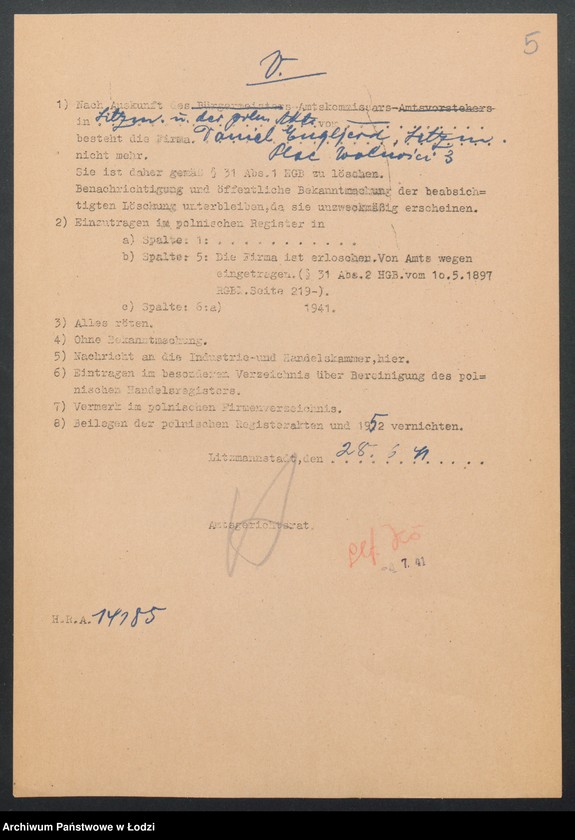 5
V.
1) Nach Auskunft des Bürgermeisters Amtskommissars Amtsvorstehers
in Litzm. u. der poln. Akte von
besteht die Firma. Daniel Engljerd, Litzm.
nicht mehr. Plac Wolności 3
Sie ist daher gemäß § 31 Abs.1 HGB zu löschen.
Benachrichtigung und öffentliche Bekanntmachung der beabsich=
tigten Löschung unterbleiben,da sie unzweckmäßig erscheinen.
2) Einzutragen im polnischen Register in
a) Spalte: 1: . . . . . . . . . . . .
b) Spalte: 5: Die Firma ist erloschen.Von Amts wegen
eingetragen.(§ 31 Abs.2 HGB.vom 10.5.1897
RGBl.Seite 219-).
c) Spalte: 6:a) 1941.
3) Alles röten.
4) Ohne Bekanntmachung.
5) Nachricht an die Industrie-und Handelskammer,hier.
6) Eintragen im besonderen Verzeichnis über Bereinigung des pol=
nischen Handelsregisters.
7) Vermerk im polnischen Firmenverzeichnis.
8) Beilegen der polnischen Registerakten und 1952 vernichten.
Litzmannstadt,den 28. 6 41
Amtsgerichtsrat.
7. 41
H.R.A. 14185
Archiwum Państwowe w Łodzi